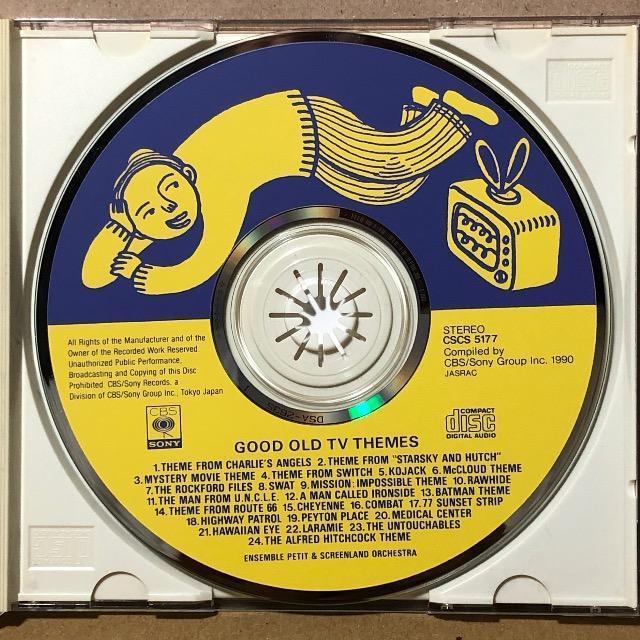 All Rights of the Manufacturer and of the
Owner of the Recorded Work Reserved
Unauthorized Public Performance,
Broadcasting and Copying of this Disc
Prohibited CBS/Sony Records, a
Division of CBS/Sony Group Inc., Tokyo Japan
CBS
SONY
STEREO
CSCS 5177
Compiled by
CBS/Sony Group Inc. 1990
JASRAC
COMPACT
disc
DIGITAL AUDIO
GOOD OLD TV THEMES
1.THEME FROM CHARLIE'S ANGELS 2. THEME FROM "STARSKY AND HUTCH"
3.MYSTERY MOVIE THEME 4.THEME FROM SWITCH 5.KOJACK 6. McCLOUD THEME
7.THE ROCKFORD FILES 8.SWAT 9.MISSION: IMPOSSIBLE THEME 10.RAWHIDE
11.THE MAN FROM U.N.C.L.E. 12.A MAN CALLED IRONSIDE 13.BATMAN THEME
14.THEME FROM ROUTE 66 15.CHEYENNE 16.COMBAT 17.77 SUNSET STRIP
18.HIGHWAY PATROL 19.PEYTON PLACE 20.MEDICAL CENTER
21.HAWAIIAN EYE 22.LARAMIE 23.THE UNTOUCHABLES
24.THE ALFRED HITCHCOCK THEME
ENSEMBLE PETIT & SCREENLAND ORCHESTRA